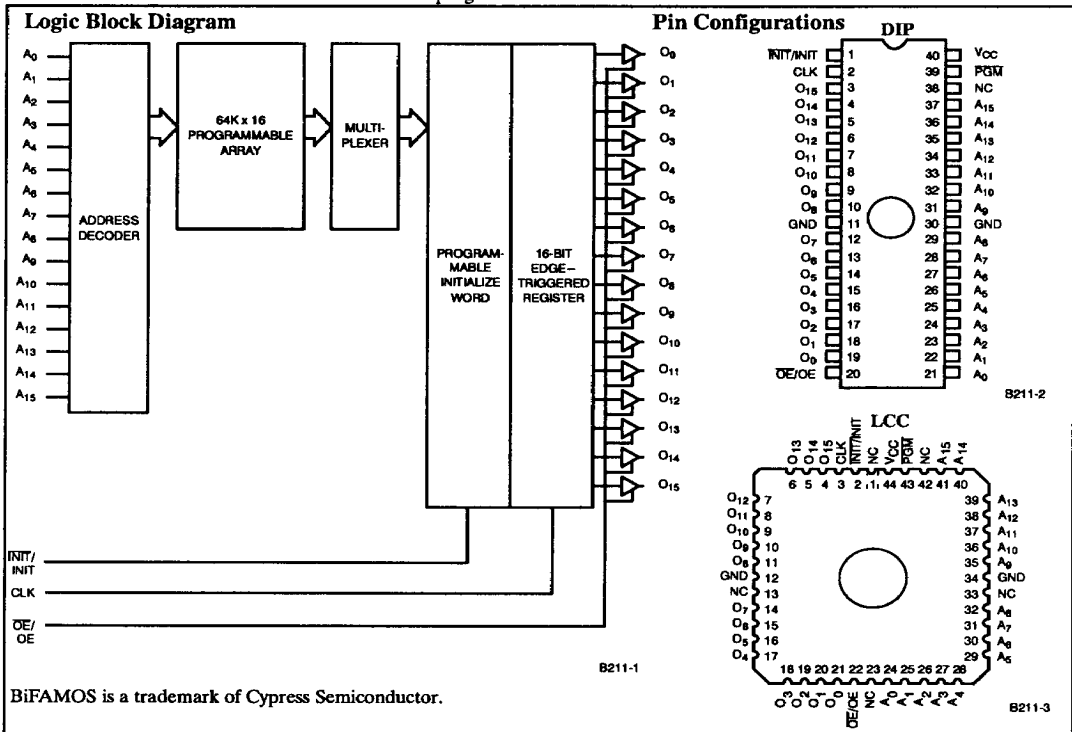 Logic Block Diagram
Pin Configurations
A0
A1
A2
A3
A4
A5
A6
A7
A8
A9
A10
A11
A12
A13
A14
A15
ADDRESS
DECODER
64K x 16
PROGRAMMABLE
ARRAY
MULTI-
PLEXER
PROGRAM-
MABLE
INITIALIZE
WORD
16-BIT
EDGE-
TRIGGERED
REGISTER
O0
O1
O2
O3
O4
O5
O6
O7
O8
O9
O10
O11
O12
O13
O14
O15
INIT/
INIT
CLK
OE/
OE
B211-1
BiFAMOS is a trademark of Cypress Semiconductor.
DIP
INIT/INIT 1 40 VCC
CLK 2 39 PGM
O15 3 38 NC
O14 4 37 A15
O13 5 36 A14
O12 6 35 A13
O11 7 34 A12
O10 8 33 A11
O9 9 32 A10
O8 10 31 A9
GND 11 30 GND
O7 12 29 A8
O6 13 28 A7
O5 14 27 A6
O4 15 26 A5
O3 16 25 A4
O2 17 24 A3
O1 18 23 A2
O0 19 22 A1
OE/OE 20 21 A0
B211-2
LCC
O13 O14 O15 CLK INIT/INIT NC VCC PGM NC A15 A14
6 5 4 3 2 1 44 43 42 41 40
O12 7 39 A13
O11 8 38 A12
O10 9 37 A11
O9 10 36 A10
O8 11 35 A9
GND 12 34 GND
NC 13 33 NC
O7 14 32 A8
O6 15 31 A7
O5 16 30 A6
O4 17 29 A5
18 19 20 21 22 23 24 25 26 27 28
O3 O2 O1 O0 OE/OE NC A0 A1 A2 A3 A4
B211-3